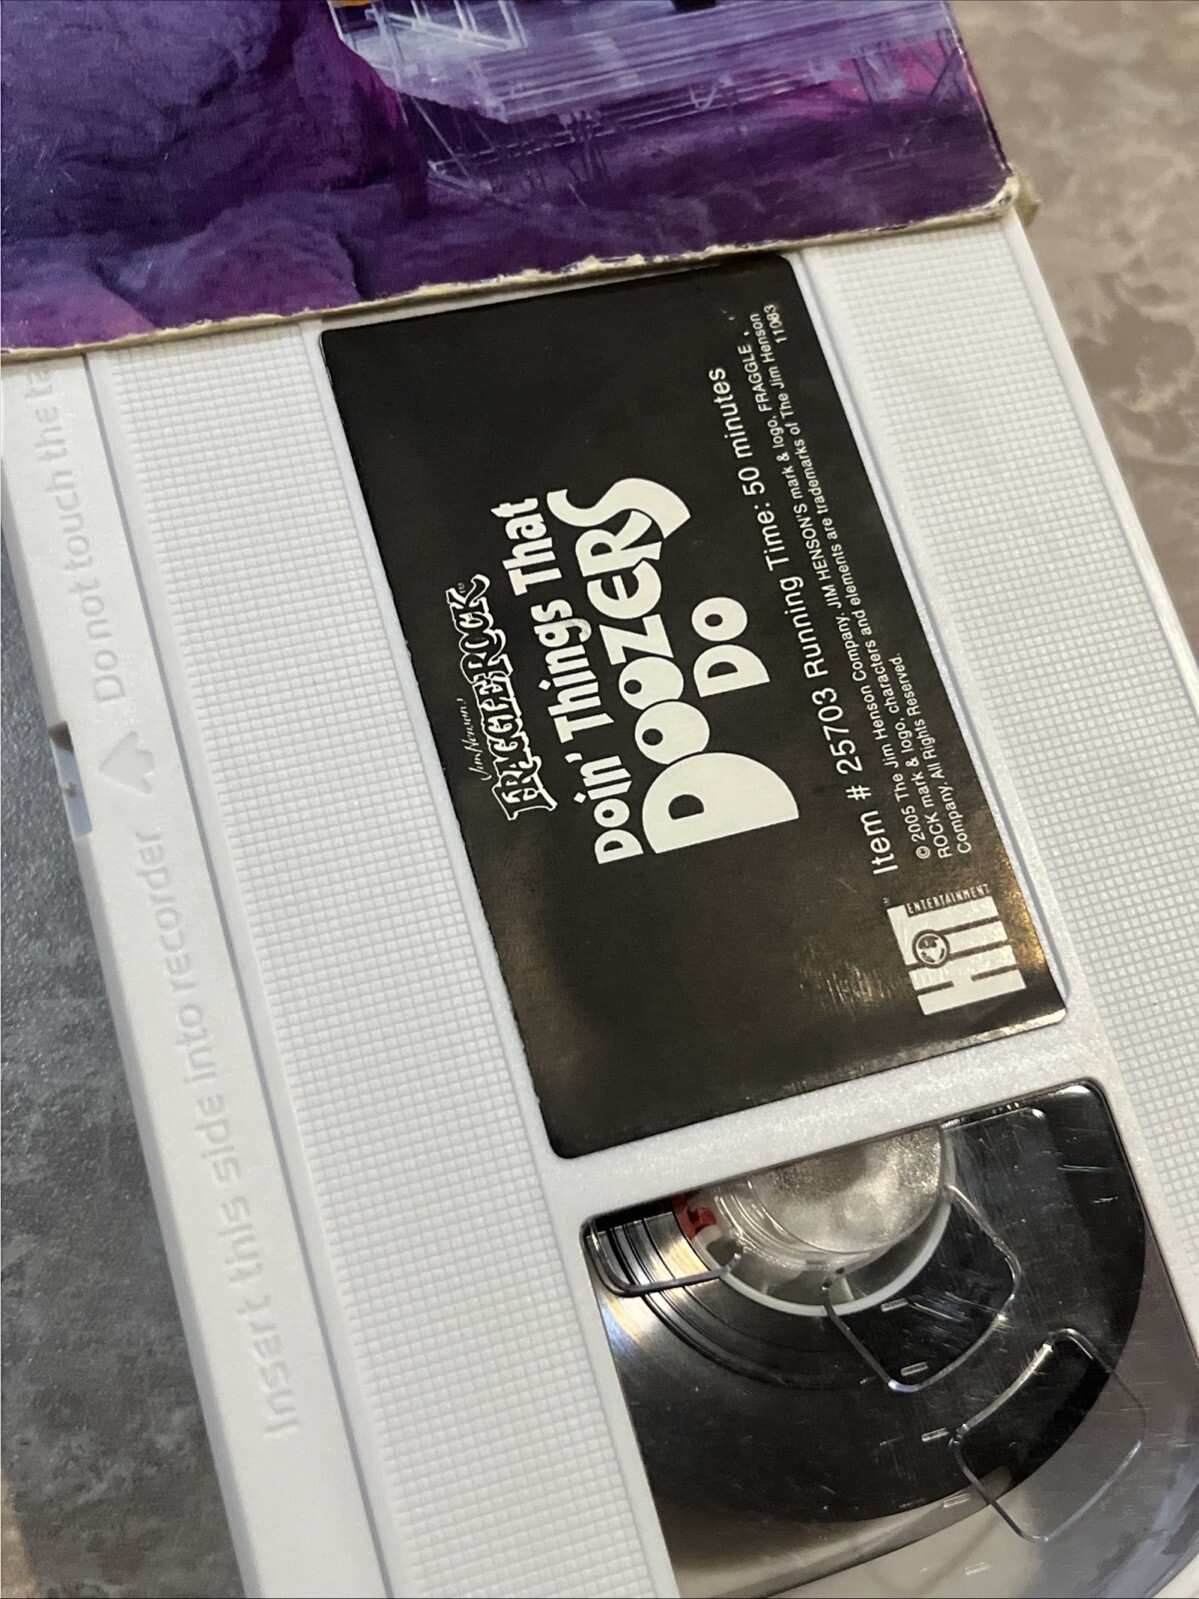 Jim Henson's
FRAGGLE ROCK™
Doin' Things That
DOOZERS
DO
Item # 25703 Running Time: 50 minutes
© 2005 The Jim Henson Company. JIM HENSON'S mark & logo, FRAGGLE
ROCK mark & logo, characters and elements are trademarks of The Jim Henson
Company. All Rights Reserved.
11083
HiT™
ENTERTAINMENT
Insert this side into recorder
Do not touch the